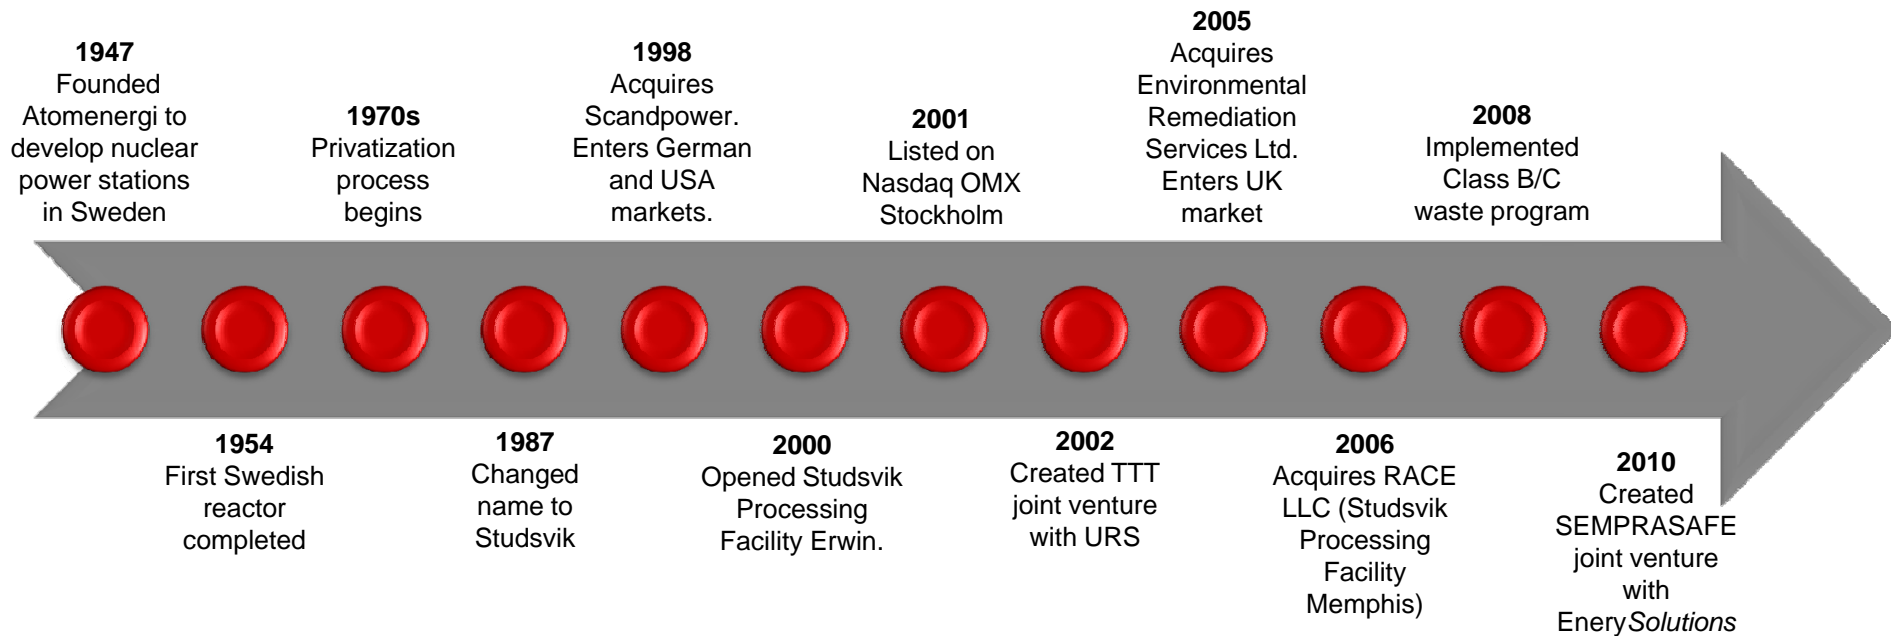 1947
Founded
Atomenergi to
develop nuclear
power stations
in Sweden
1954
First Swedish
reactor
completed
1970s
Privatization
process
begins
1987
Changed
name to
Studsvik
1998
Acquires
Scandpower.
Enters German
and USA
markets.
2000
Opened Studsvik
Processing
Facility Erwin.
2001
Listed on
Nasdaq OMX
Stockholm
2002
Created TTT
joint venture
with URS
2005
Acquires
Environmental
Remediation
Services Ltd.
Enters UK
market
2006
Acquires RACE
LLC (Studsvik
Processing
Facility
Memphis)
2008
Implemented
Class B/C
waste program
2010
Created
SEMPRASAFE
joint venture
with
EnerySolutions